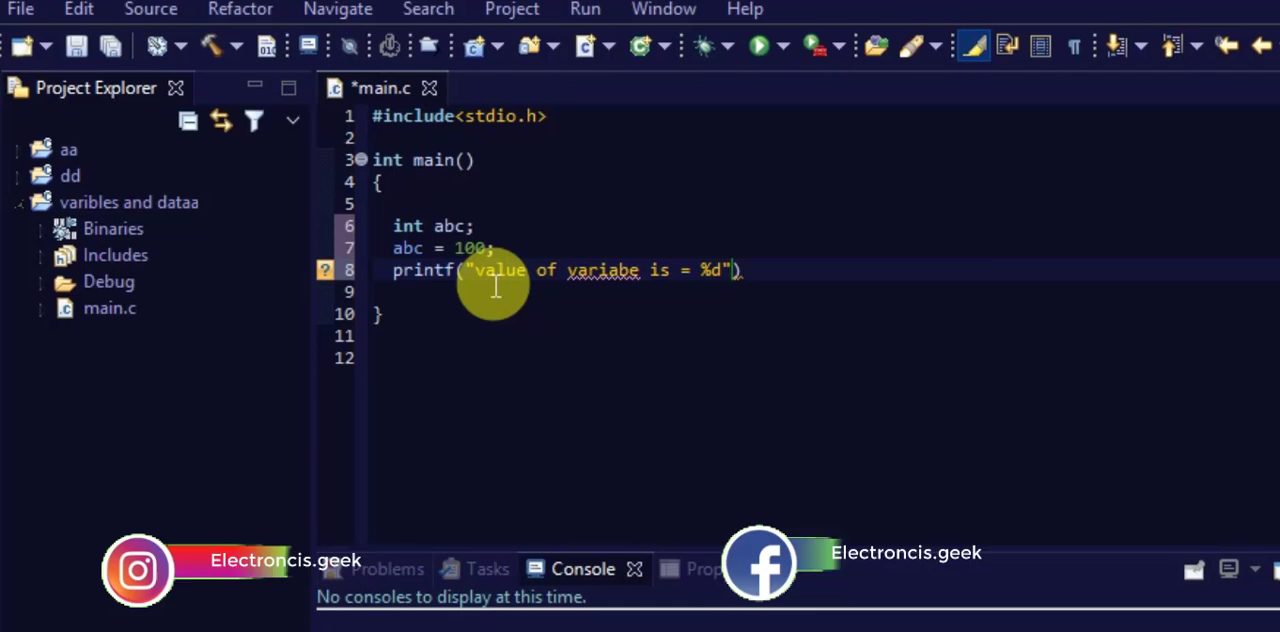 File Edit Source Refactor Navigate Search Project Run Window Help
Project Explorer
*main.c
aa
dd
varibles and dataa
Binaries
Includes
Debug
main.c
1 #include<stdio.h>
2
3 int main()
4 {
5
6 int abc;
7 abc = 100;
8 printf("value of variabe is = %d")
9
10 }
11
12
Electroncis.geek
Electroncis.geek
Problems Tasks Console Prop
No consoles to display at this time.